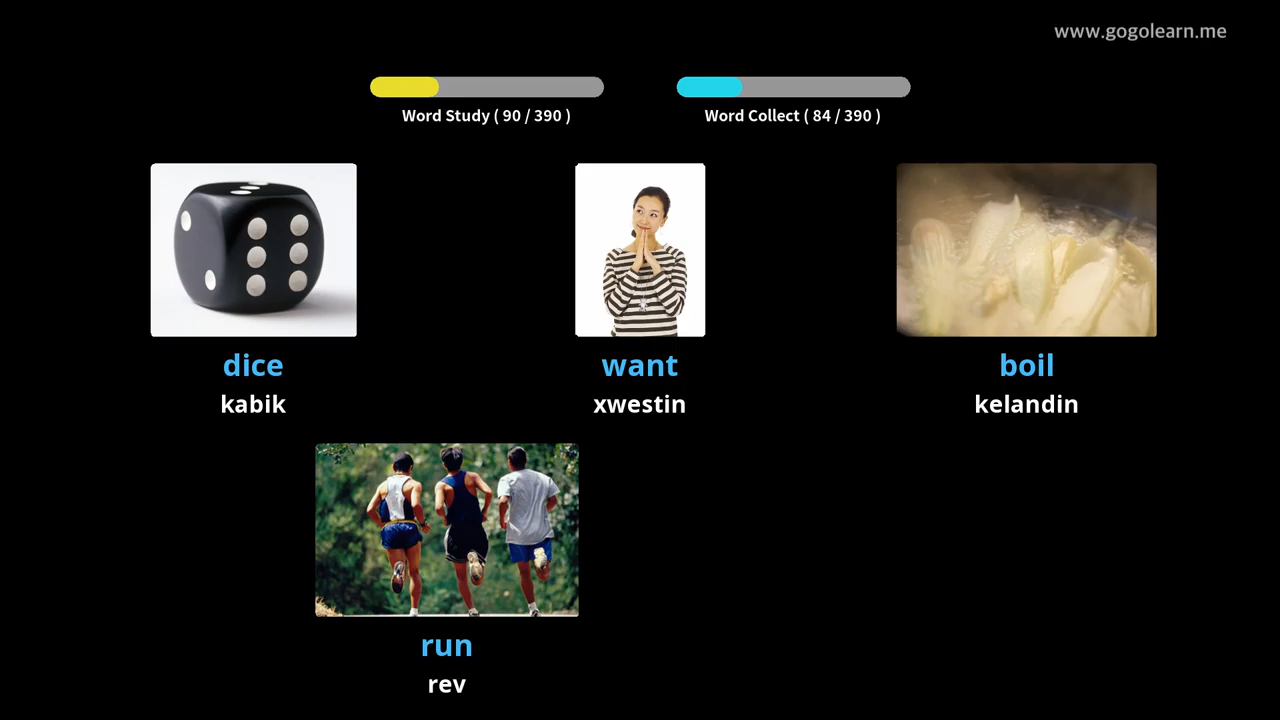 www.gogolearn.me
Word Study ( 90 / 390 )
Word Collect ( 84 / 390 )
dice
kabik
want
xwestin
boil
kelandin
run
rev